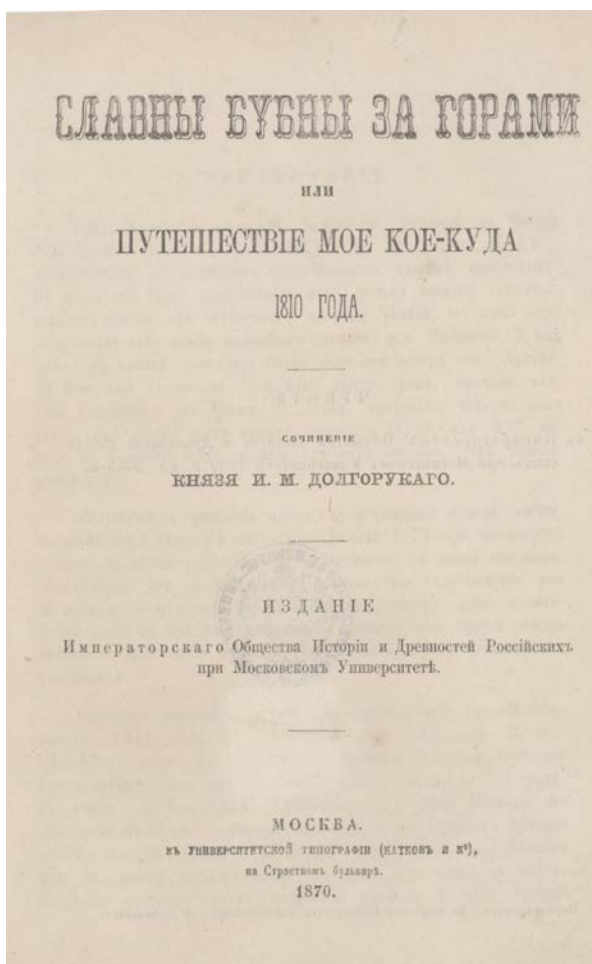 СЛАВНЫ БУБНЫ ЗА ГОРАМИ
ИЛИ
ПУТЕШЕСТВІЕ МОЕ КОЕ-КУДА
1810 ГОДА.
СОЧИНЕНІЕ
КНЯЗЯ И. М. ДОЛГОРУКАГО.
ИЗДАНІЕ
Императорскаго Общества Исторіи и Древностей Россійскихъ
при Московскомъ Университетѣ.
МОСКВА.
въ УНИВЕРСИТЕТСКОЙ ТИПОГРАФІИ (КАТКОВЪ и К°),
на Страстномъ бульварѣ.
1870.